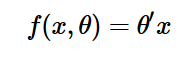 f(x, θ) = θ′x